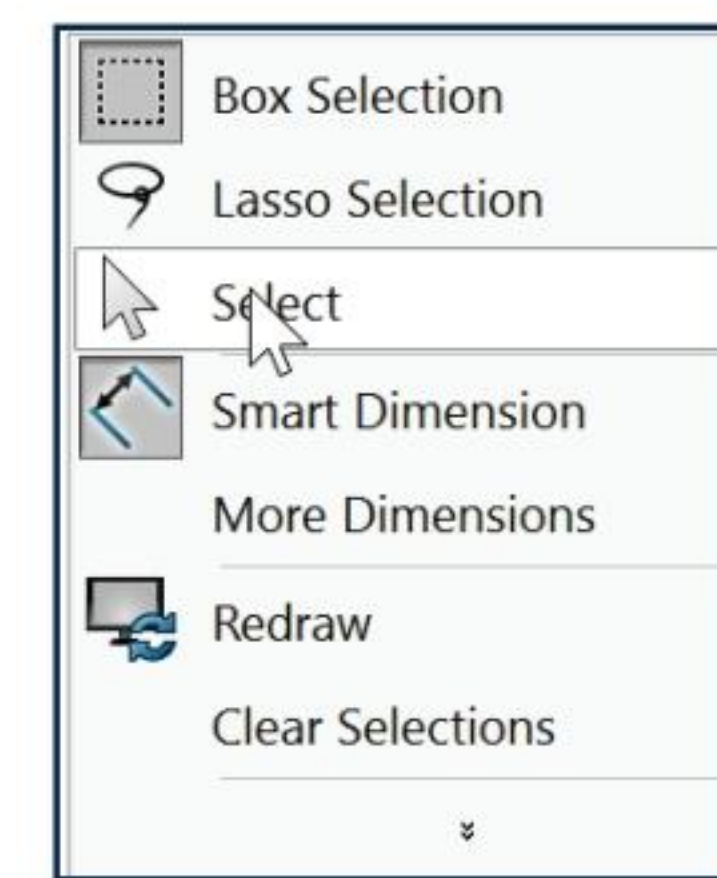 Box Selection
Lasso Selection
Select
Smart Dimension
More Dimensions
Redraw
Clear Selections